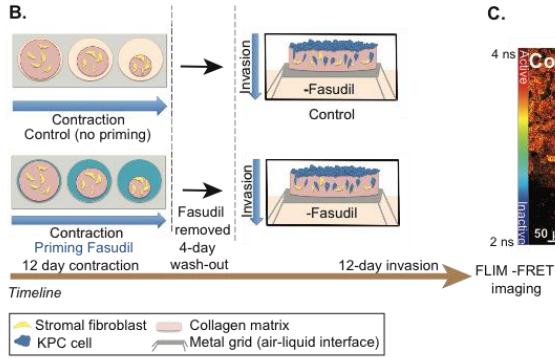 B.
C.
Invasion
-Fasudil
Contraction
Control (no priming)
Control
4 ns
Active
Co
Invasion
-Fasudil
Contraction
Priming Fasudil
Fasudil
removed
4-day
wash-out
Inactive
50
2 ns
12 day contraction
12-day invasion
FLIM -FRET
imaging
Timeline
Stromal fibroblast
Collagen matrix
KPC cell
Metal grid (air-liquid interface)